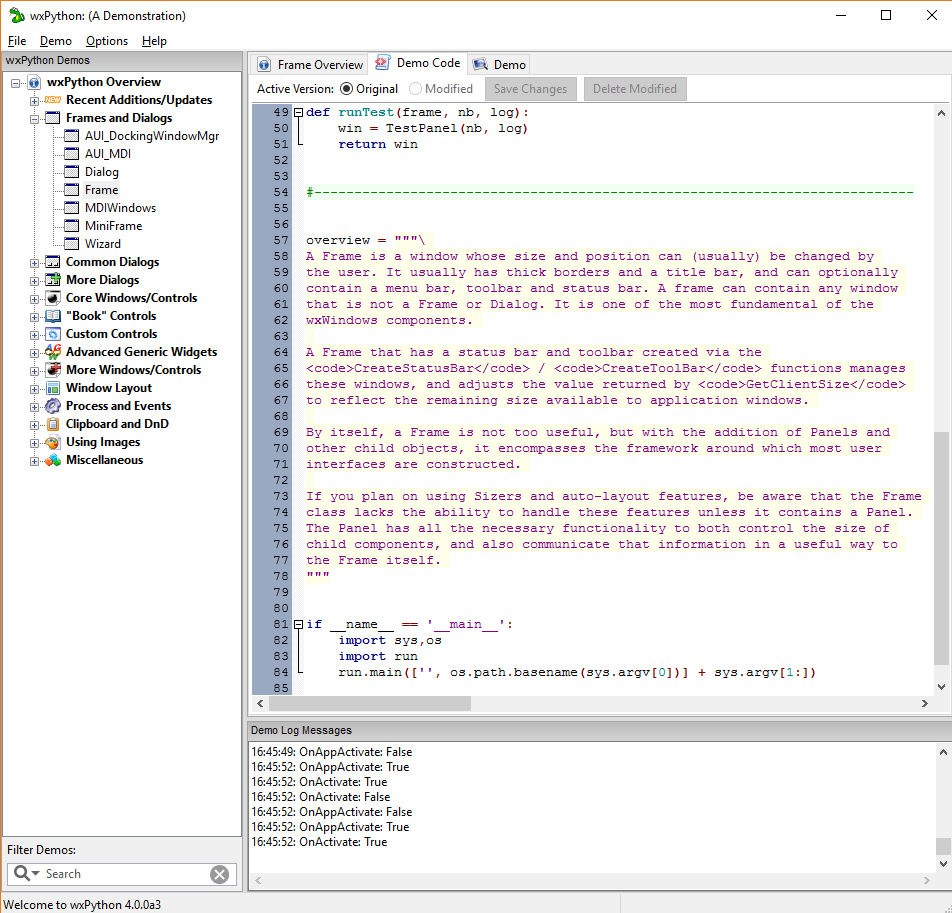 wxPython: (A Demonstration)
File Demo Options Help
wxPython Demos
wxPython Overview
NEW Recent Additions/Updates
Frames and Dialogs
AUI_DockingWindowMgr
AUI_MDI
Dialog
Frame
MDIWindows
MiniFrame
Wizard
Common Dialogs
More Dialogs
Core Windows/Controls
"Book" Controls
Custom Controls
Advanced Generic Widgets
More Windows/Controls
Window Layout
Process and Events
Clipboard and DnD
Using Images
Miscellaneous
Filter Demos:
Search
Frame Overview Demo Code Demo
Active Version: Original Modified Save Changes Delete Modified
49 def runTest(frame, nb, log):
50 win = TestPanel(nb, log)
51 return win
52
53
54 #---------------------------------------------------------------------------
55
56
57 overview = """\
58 A Frame is a window whose size and position can (usually) be changed by
59 the user. It usually has thick borders and a title bar, and can optionally
60 contain a menu bar, toolbar and status bar. A frame can contain any window
61 that is not a Frame or Dialog. It is one of the most fundamental of the
62 wxWindows components.
63
64 A Frame that has a status bar and toolbar created via the
65 <code>CreateStatusBar</code> / <code>CreateToolBar</code> functions manages
66 these windows, and adjusts the value returned by <code>GetClientSize</code>
67 to reflect the remaining size available to application windows.
68
69 By itself, a Frame is not too useful, but with the addition of Panels and
70 other child objects, it encompasses the framework around which most user
71 interfaces are constructed.
72
73 If you plan on using Sizers and auto-layout features, be aware that the Frame
74 class lacks the ability to handle these features unless it contains a Panel.
75 The Panel has all the necessary functionality to both control the size of
76 child components, and also communicate that information in a useful way to
77 the Frame itself.
78 """
79
80
81 if __name__ == '__main__':
82 import sys,os
83 import run
84 run.main(['', os.path.basename(sys.argv[0])] + sys.argv[1:])
85
Demo Log Messages
16:45:49: OnAppActivate: False
16:45:52: OnAppActivate: True
16:45:52: OnActivate: True
16:45:52: OnActivate: False
16:45:52: OnAppActivate: False
16:45:52: OnAppActivate: True
16:45:52: OnActivate: True
Welcome to wxPython 4.0.0a3